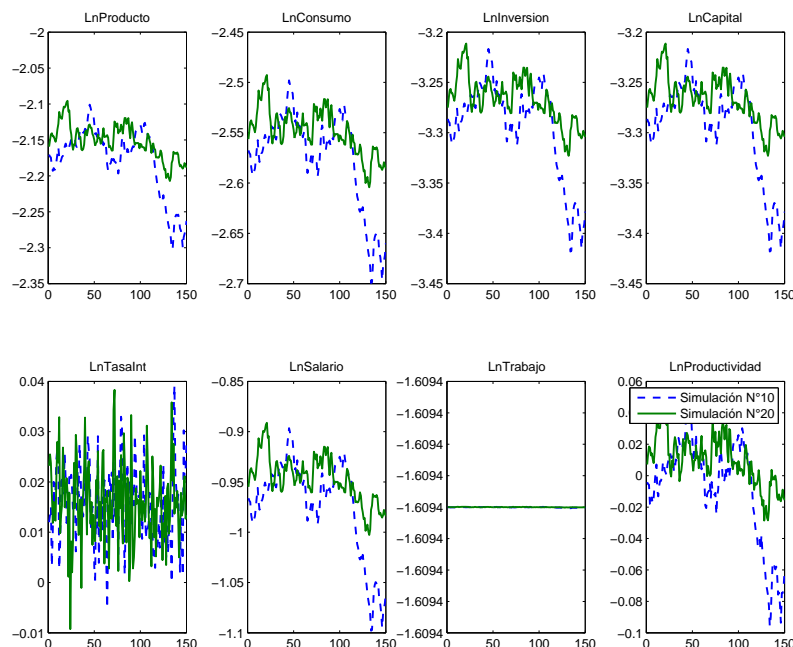 LnProducto LnConsumo LnInversion LnCapital
−2 −2.4 −3.2 −3.2
−2.05 −2.45 −3.25 −3.25
−2.1 −2.5 −3.3 −3.3
−2.15 −2.55 −3.35 −3.35
−2.2 −2.6 −3.4 −3.4
−2.25 −2.65 −3.45 −3.45
−2.3 −2.7
−2.35
0 50 100 150 0 50 100 150 0 50 100 150 0 50 100 150
LnTasaInt LnSalario LnTrabajo LnProductividad
0.04 −0.85 −1.6094 0.06
0.03 −0.9 −1.6094 0.04
0.02 −0.95 −1.6094 0.02
0.01 −1 −1.6094 0
0 −1.05 −1.6094 −0.02
−0.01 −1.1 −1.6094 −0.04
−1.6094 −0.06
−1.6094 −0.08
−1.6094 −0.1
Simulación N°10
Simulación N°20
0 50 100 150 0 50 100 150 0 50 100 150 0 50 100 150